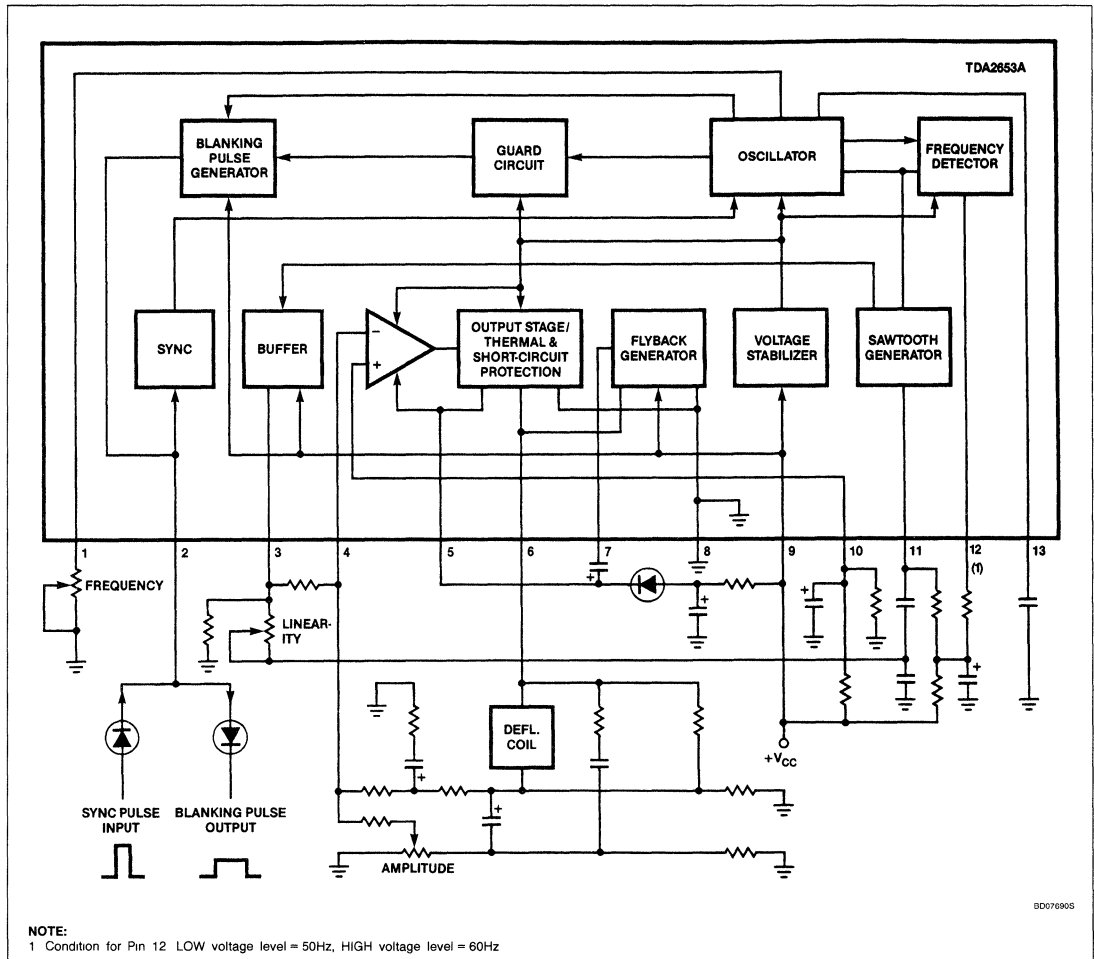 TDA2653A
BLANKING
PULSE
GENERATOR
GUARD
CIRCUIT
OSCILLATOR
FREQUENCY
DETECTOR
SYNC
BUFFER
−
+
OUTPUT STAGE/
THERMAL &
SHORT-CIRCUIT
PROTECTION
FLYBACK
GENERATOR
VOLTAGE
STABILIZER
SAWTOOTH
GENERATOR
1 2 3 4 5 6 7 8 9 10 11 12 13
(1)
FREQUENCY
LINEAR-
ITY
+ + + +
DEFL.
COIL
+VCC
+
+
SYNC PULSE
INPUT
BLANKING PULSE
OUTPUT
AMPLITUDE
BD07690S
NOTE:
1 Condition for Pin 12 LOW voltage level = 50Hz, HIGH voltage level = 60Hz